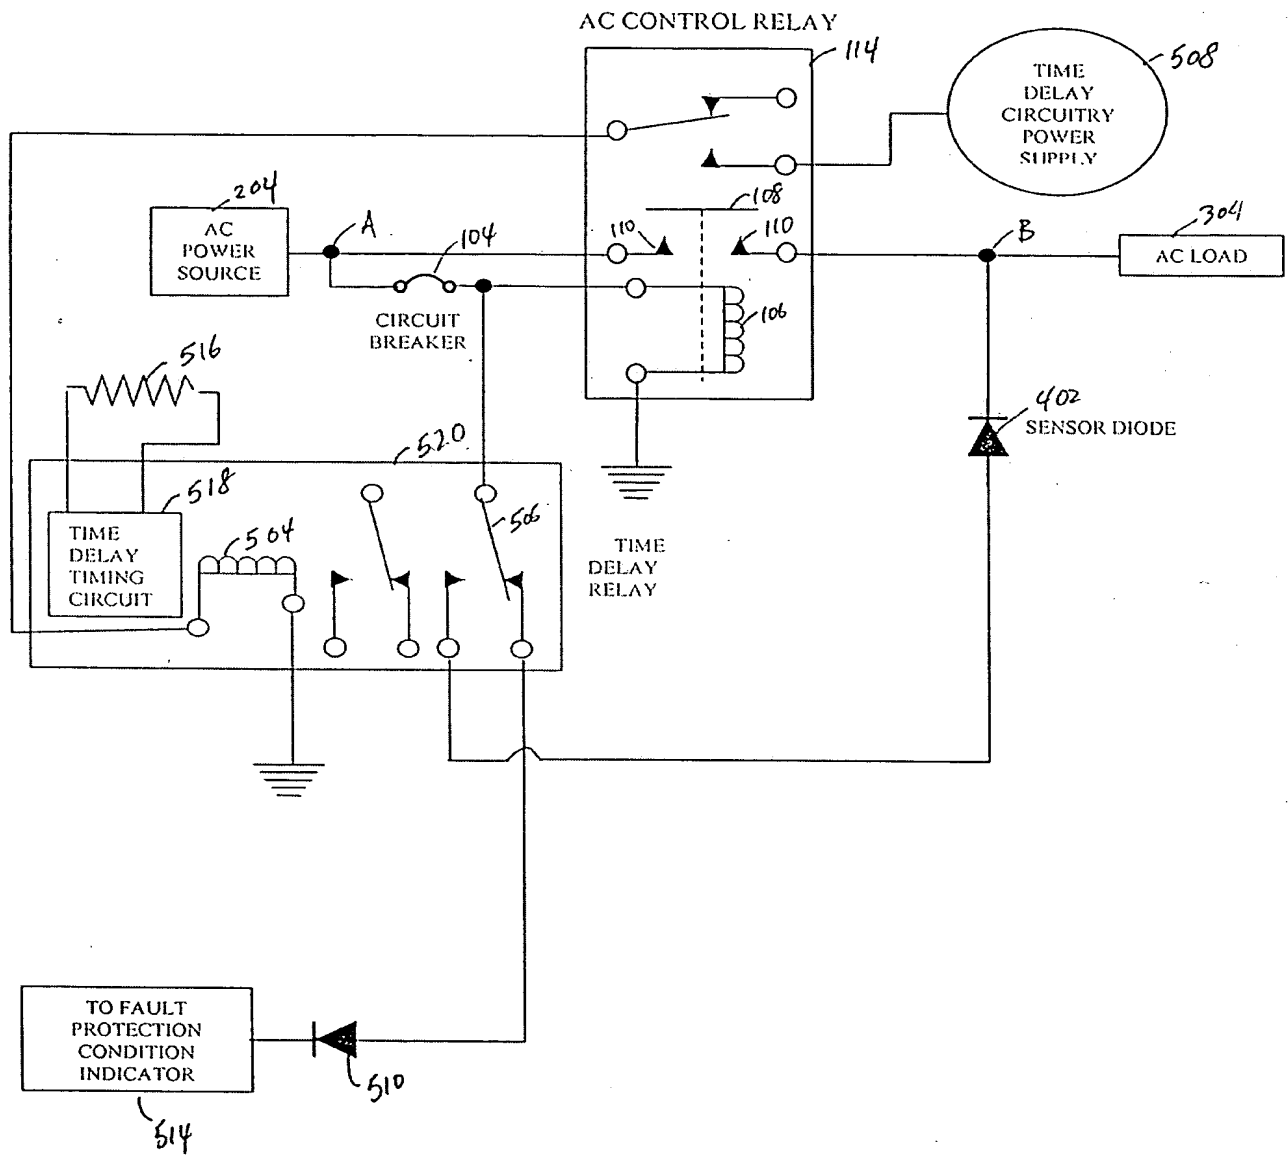 AC CONTROL RELAY
114
508
TIME
DELAY
CIRCUITRY
POWER
SUPPLY
204
A
104
108
110
110
B
304
AC
POWER
SOURCE
AC LOAD
CIRCUIT
BREAKER
106
516
402
SENSOR DIODE
520
518
504
506
TIME
DELAY
TIMING
CIRCUIT
TIME
DELAY
RELAY
TO FAULT
PROTECTION
CONDITION
INDICATOR
510
514